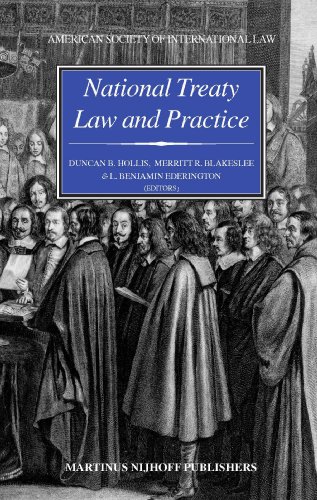 AMERICAN SOCIETY OF INTERNATIONAL LAW
National Treaty
Law and Practice
DUNCAN B. HOLLIS, MERRITT R. BLAKESLEE
& L. BENJAMIN EDERINGTON
(EDITORS)
MARTINUS NIJHOFF PUBLISHERS